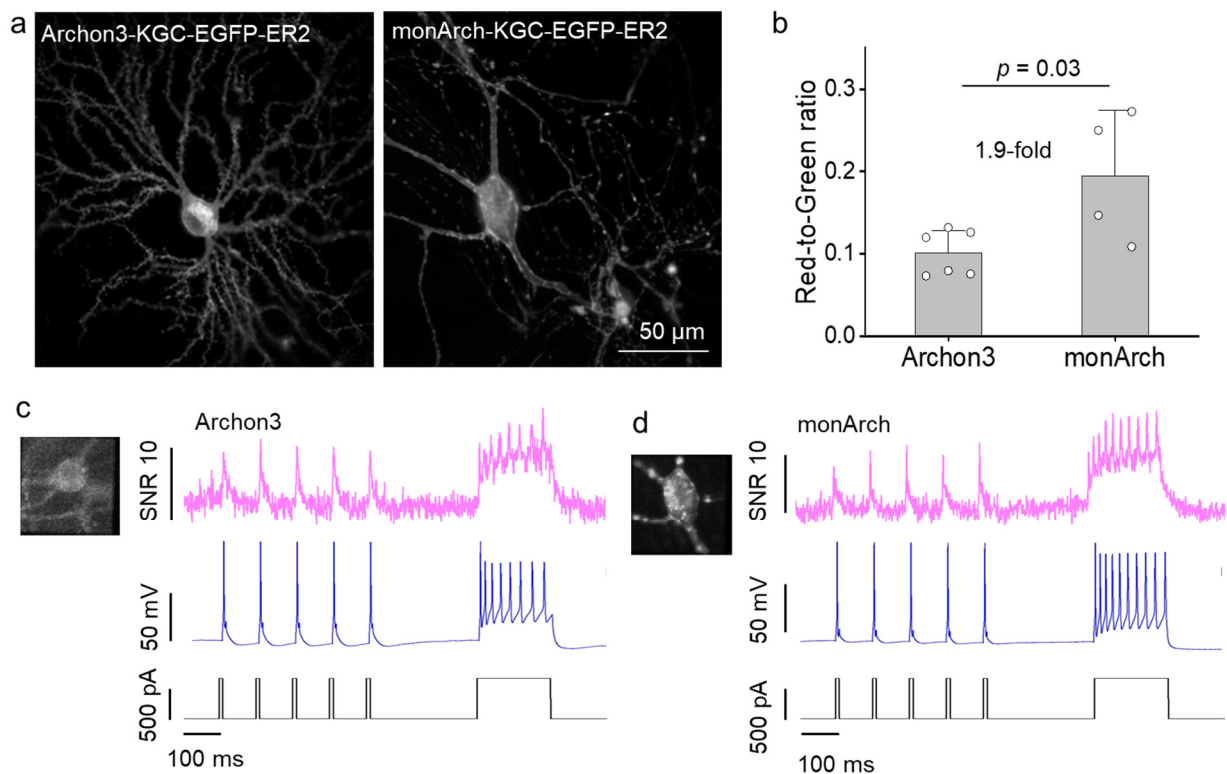 a
Archon3-KGC-EGFP-ER2
monArch-KGC-EGFP-ER2
50 µm
b
Red-to-Green ratio
0.3
0.2
0.1
0.0
p = 0.03
1.9-fold
Archon3
monArch
c
Archon3
SNR 10
50 mV
500 pA
100 ms
d
monArch
SNR 10
50 mV
500 pA
100 ms